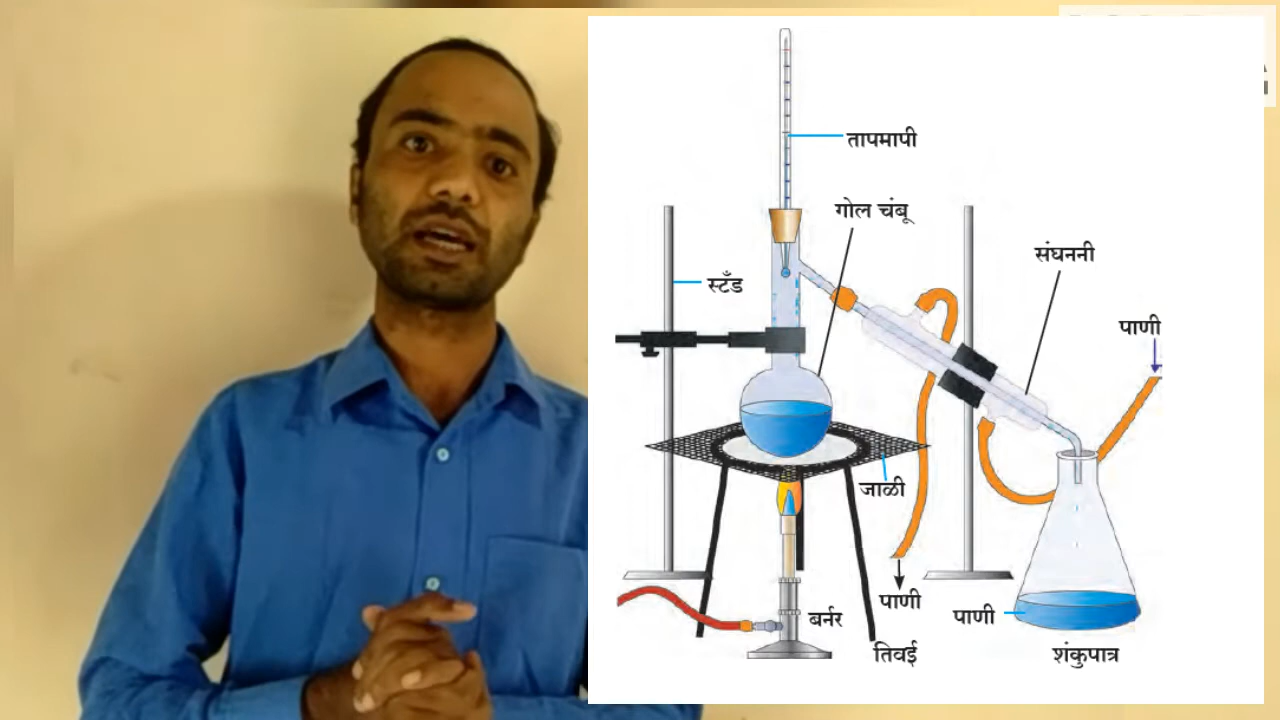 तापमापी
गोल चंबू
संघननी
स्टँड
पाणी
जाळी
पाणी
बर्नर
पाणी
तिवई
शंकुपात्र